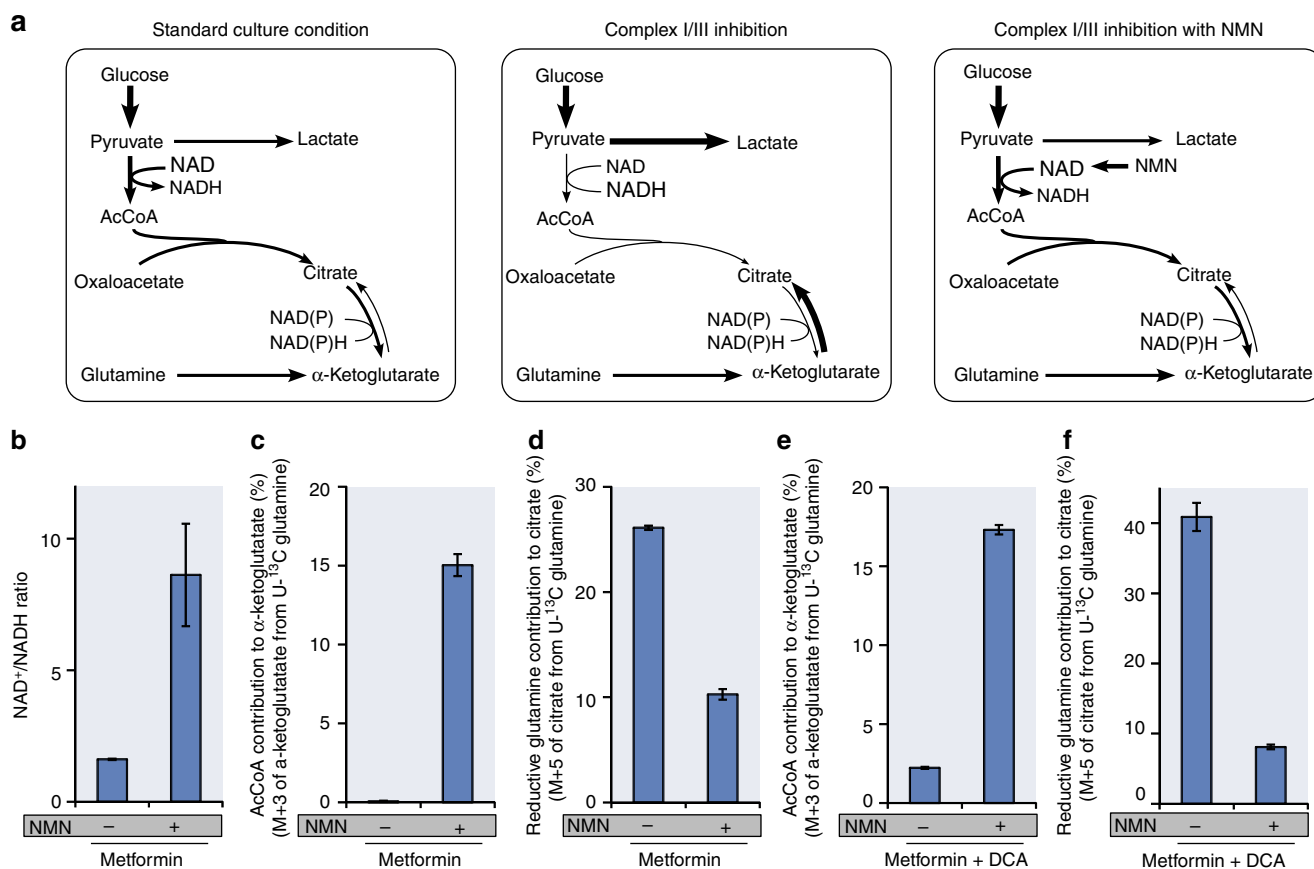 a
Standard culture condition
Glucose
Pyruvate
Lactate
NAD
NADH
AcCoA
Oxaloacetate
Citrate
NAD(P)
NAD(P)H
Glutamine
α-Ketoglutarate
Complex I/III inhibition
Glucose
Pyruvate
Lactate
NAD
NADH
AcCoA
Oxaloacetate
Citrate
NAD(P)
NAD(P)H
Glutamine
α-Ketoglutarate
Complex I/III inhibition with NMN
Glucose
Pyruvate
Lactate
NAD
NMN
NADH
AcCoA
Oxaloacetate
Citrate
NAD(P)
NAD(P)H
Glutamine
α-Ketoglutarate
b
NAD⁺/NADH ratio
10
5
0
NMN – +
Metformin
c
AcCoA contribution to α-ketoglutatate (%)
(M+3 of a-ketoglutatate from U-¹³C glutamine)
20
15
10
5
0
NMN – +
Metformin
d
Reductive glutamine contribution to citrate (%)
(M+5 of citrate from U-¹³C glutamine)
30
20
10
0
NMN – +
Metformin
e
AcCoA contribution to α-ketoglutatate (%)
(M+3 of a-ketoglutatate from U-¹³C glutamine)
20
15
10
5
0
NMN – +
Metformin + DCA
f
Reductive glutamine contribution to citrate (%)
(M+5 of citrate from U-¹³C glutamine)
40
30
20
10
0
NMN – +
Metformin + DCA